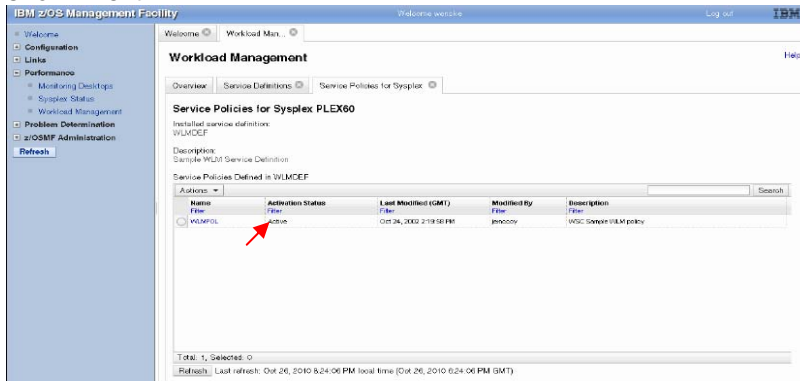 IBM z/OS Management Facility
Welcome wenzke
Log out
IBM
Welcome
Configuration
Links
Performance
Monitoring Desktops
Sysplex Status
Workload Management
Problem Determination
z/OSMF Administration
Refresh
Welcome
Workload Man...
Workload Management
Help
Overview
Service Definitions
Service Policies for Sysplex
Service Policies for Sysplex PLEX60
Installed service definition:
WLMDEF
Description:
Sample WLM Service Definition
Service Policies Defined in WLMDEF
Actions
Search
Name Activation Status Last Modified (GMT) Modified By Description
Filter Filter Filter Filter Filter
WLMPOL Active Oct 24, 2002 2:19:58 PM WSC Sample WLM policy
Total: 1, Selected: 0
Refresh Last refresh: Oct 26, 2010 8:24:06 PM local time (Oct 26, 2010 6:24:06 PM GMT)